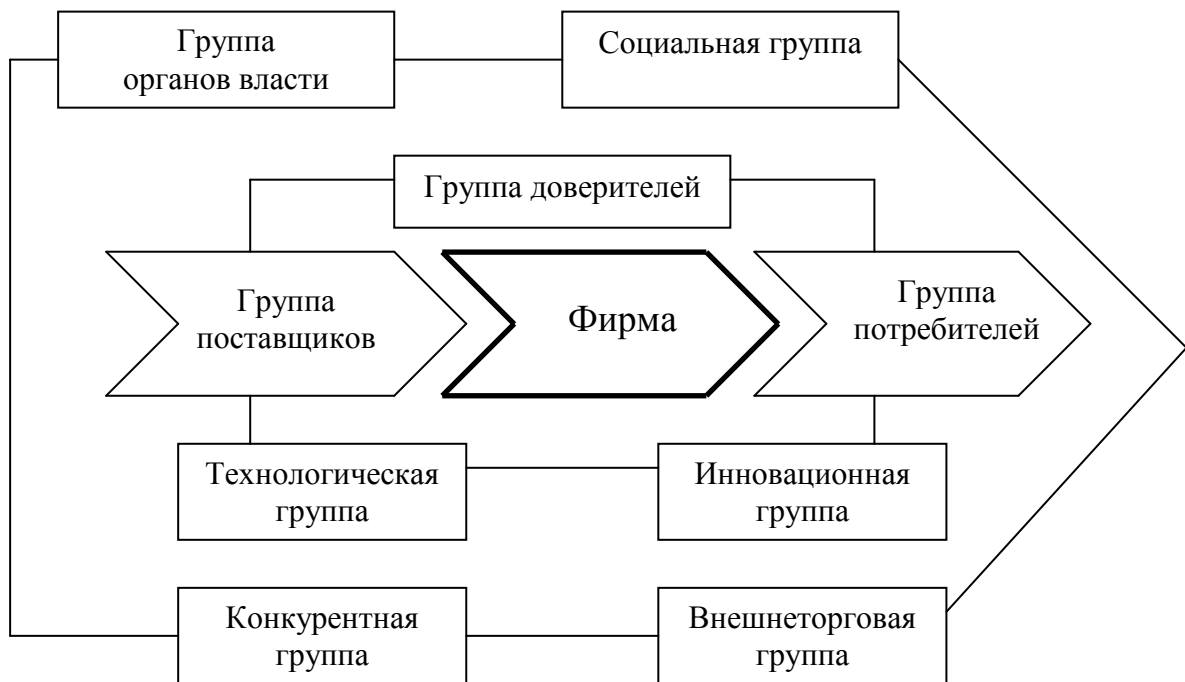 Группа
органов власти
Социальная группа
Группа доверителей
Группа
поставщиков
Фирма
Группа
потребителей
Технологическая
группа
Инновационная
группа
Конкурентная
группа
Внешнеторговая
группа